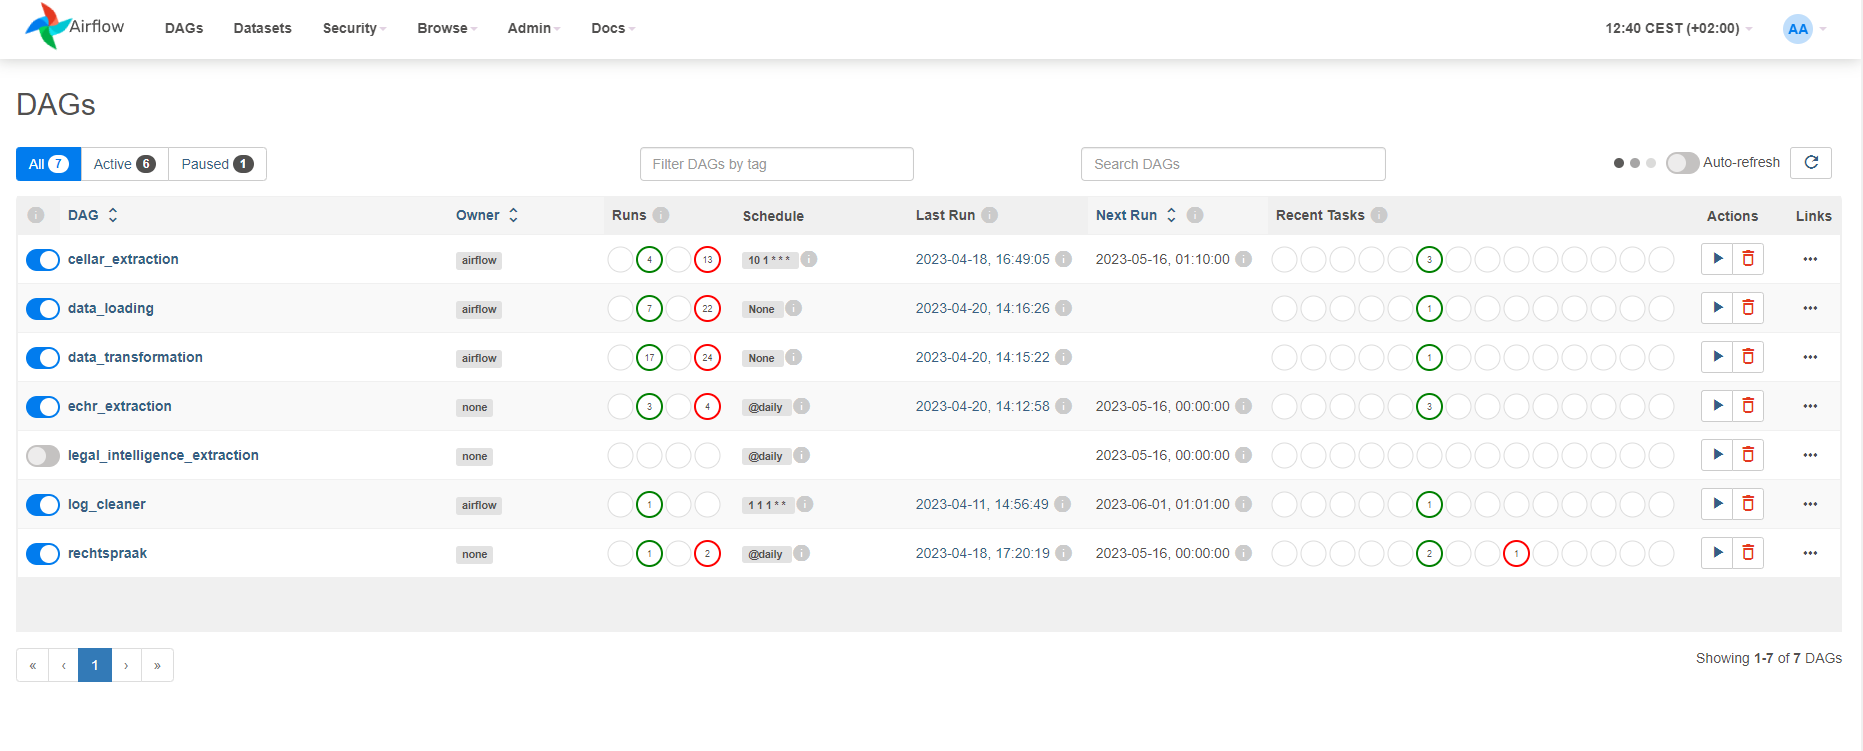 Airflow DAGs Datasets Security Browse Admin Docs 12:40 CEST (+02:00) AA
DAGs
All 7 Active 6 Paused 1 Filter DAGs by tag Search DAGs Auto-refresh
i DAG Owner Runs i Schedule Last Run i Next Run i Recent Tasks i Actions Links
cellar_extraction airflow 4 13 10 1 * * * i 2023-04-18, 16:49:05 i 2023-05-16, 01:10:00 i 3
data_loading airflow 7 22 None i 2023-04-20, 14:16:26 i 1
data_transformation airflow 17 24 None i 2023-04-20, 14:15:22 i 1
echr_extraction none 3 4 @daily i 2023-04-20, 14:12:58 i 2023-05-16, 00:00:00 i 3
legal_intelligence_extraction none @daily i 2023-05-16, 00:00:00 i
log_cleaner airflow 1 1 1 1 * * i 2023-04-11, 14:56:49 i 2023-06-01, 01:01:00 i 1
rechtspraak none 1 2 @daily i 2023-04-18, 17:20:19 i 2023-05-16, 00:00:00 i 2 1
« ‹ 1 › » Showing 1-7 of 7 DAGs